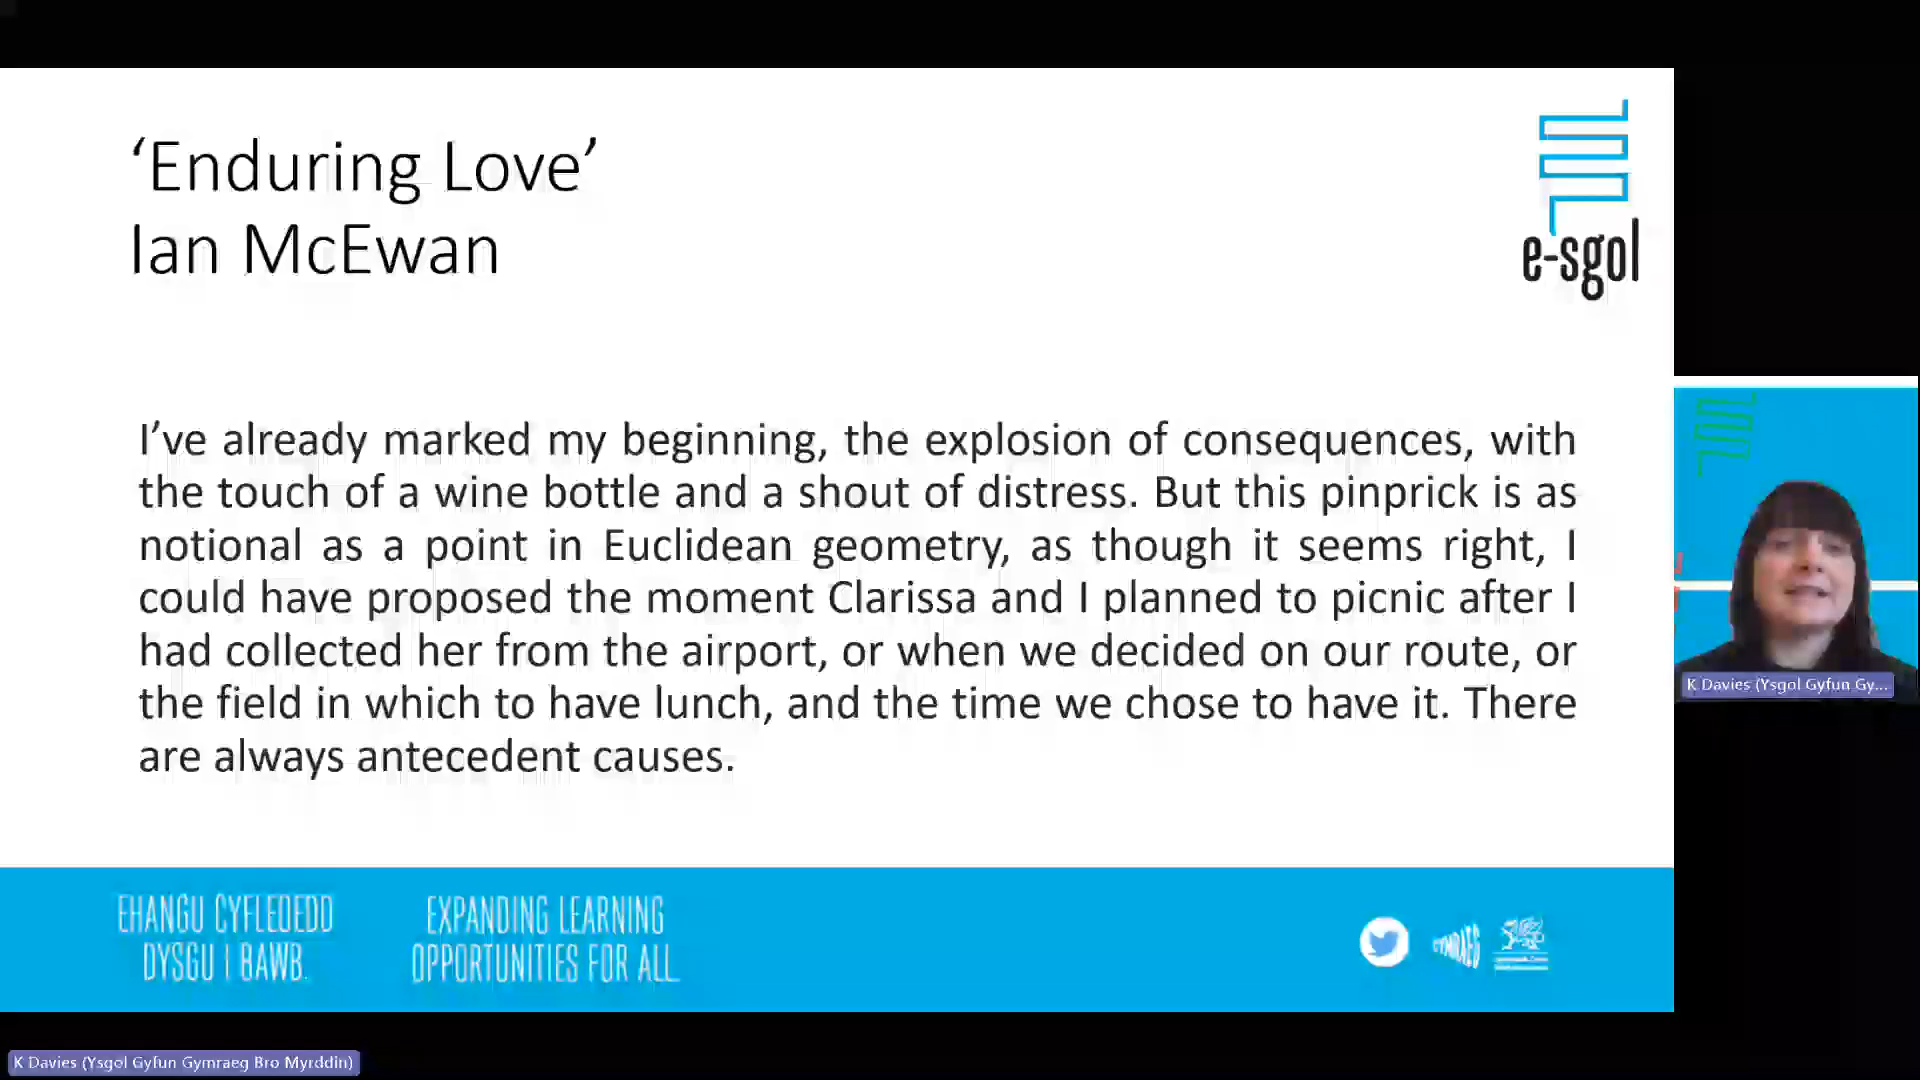 ‘Enduring Love’
Ian McEwan
e-sgol
I’ve already marked my beginning, the explosion of consequences, with
the touch of a wine bottle and a shout of distress. But this pinprick is as
notional as a point in Euclidean geometry, as though it seems right, I
could have proposed the moment Clarissa and I planned to picnic after I
had collected her from the airport, or when we decided on our route, or
the field in which to have lunch, and the time we chose to have it. There
are always antecedent causes.
K Davies (Ysgol Gyfun Gy...
EHANGU CYFLEDEDD
DYSGU I BAWB.
EXPANDING LEARNING
OPPORTUNITIES FOR ALL
CYMRAEG
K Davies (Ysgol Gyfun Gymraeg Bro Myrddin)